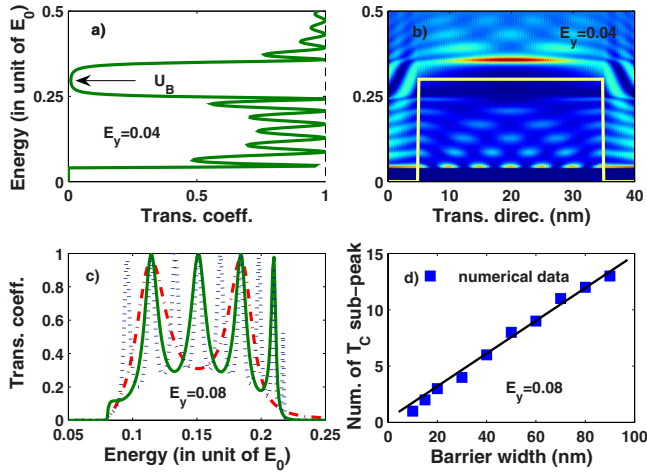 a)
U_B
E_y=0.04
Energy (in unit of E_0)
0
0.25
0.5
0
0.5
1
Trans. coeff.
b)
E_y=0.04
0
0.25
0.5
0
10
20
30
40
Trans. direc. (nm)
c)
E_y=0.08
Trans. coeff.
0
0.2
0.4
0.6
0.8
1
0.05
0.1
0.15
0.2
0.25
Energy (in unit of E_0)
d)
numerical data
E_y=0.08
Num. of T_C sub-peak
0
5
10
15
0
20
40
60
80
100
Barrier width (nm)